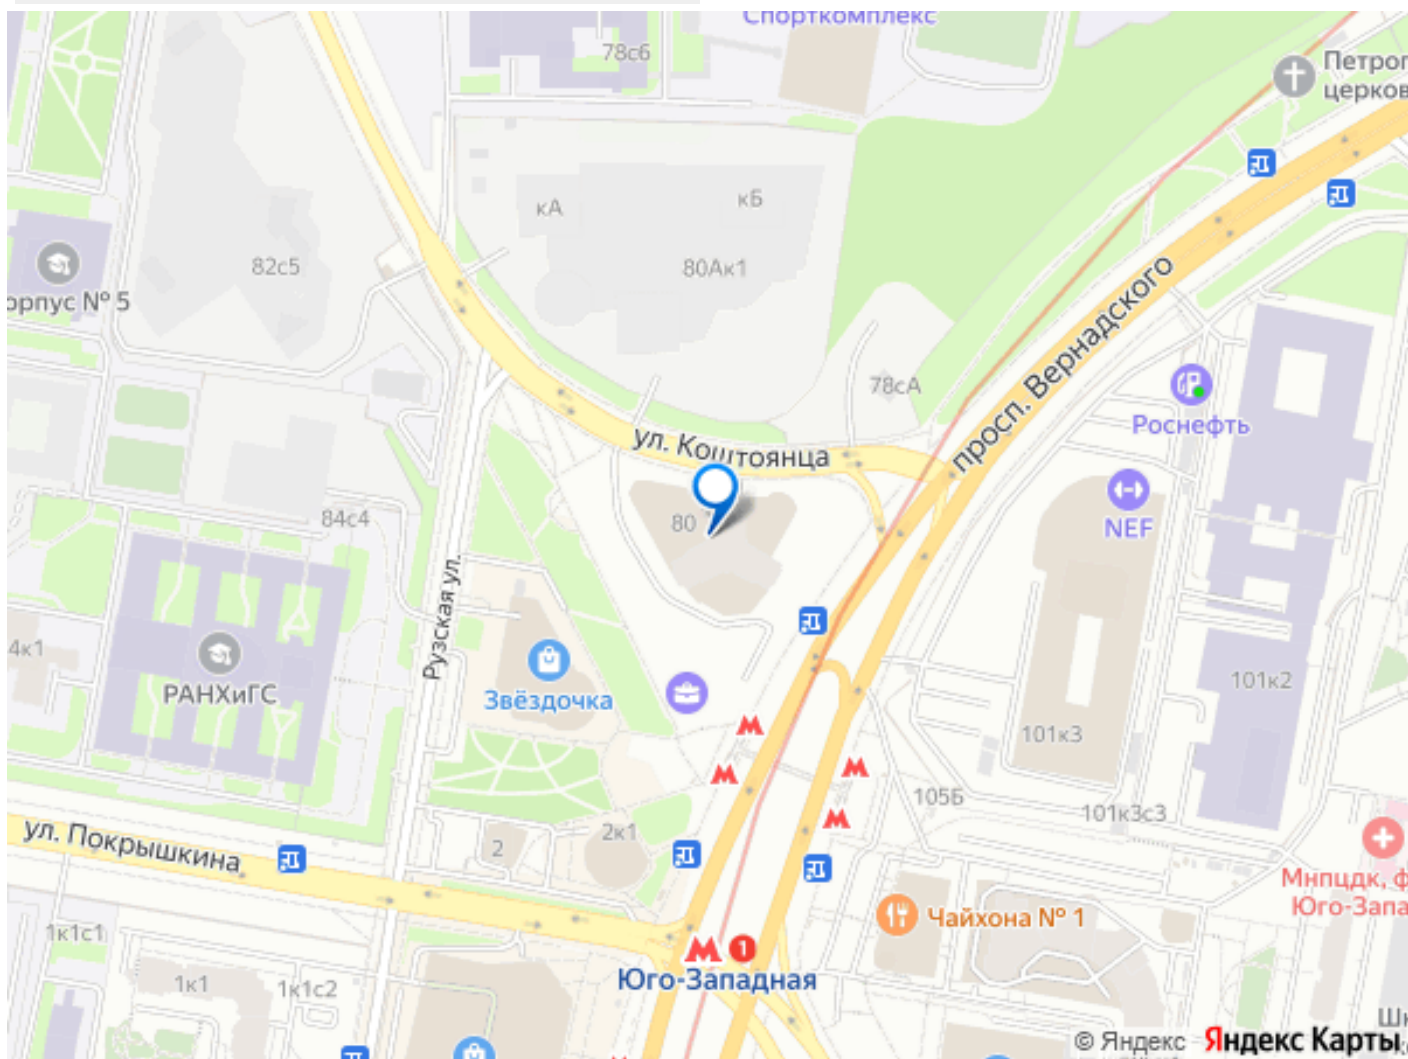 Спорткомплекс
78с6
Петроп
церков
кА
кБ
82с5
80Ак1
орпус № 5
просп. Вернадского
78сА
Роснефть
ул. Коштоянца
NEF
80
84с4
Рузская ул.
4к1
РАНХиГС
Звёздочка
101к2
101к3
105Б
101к3с3
ул. Покрышкина
2
2к1
Мнпцдк, ф
Юго-Запа
Чайхона № 1
1к1с1
1
Юго-Западная
1к1
1к1с2
Шк
© Яндекс Яндекс Карты